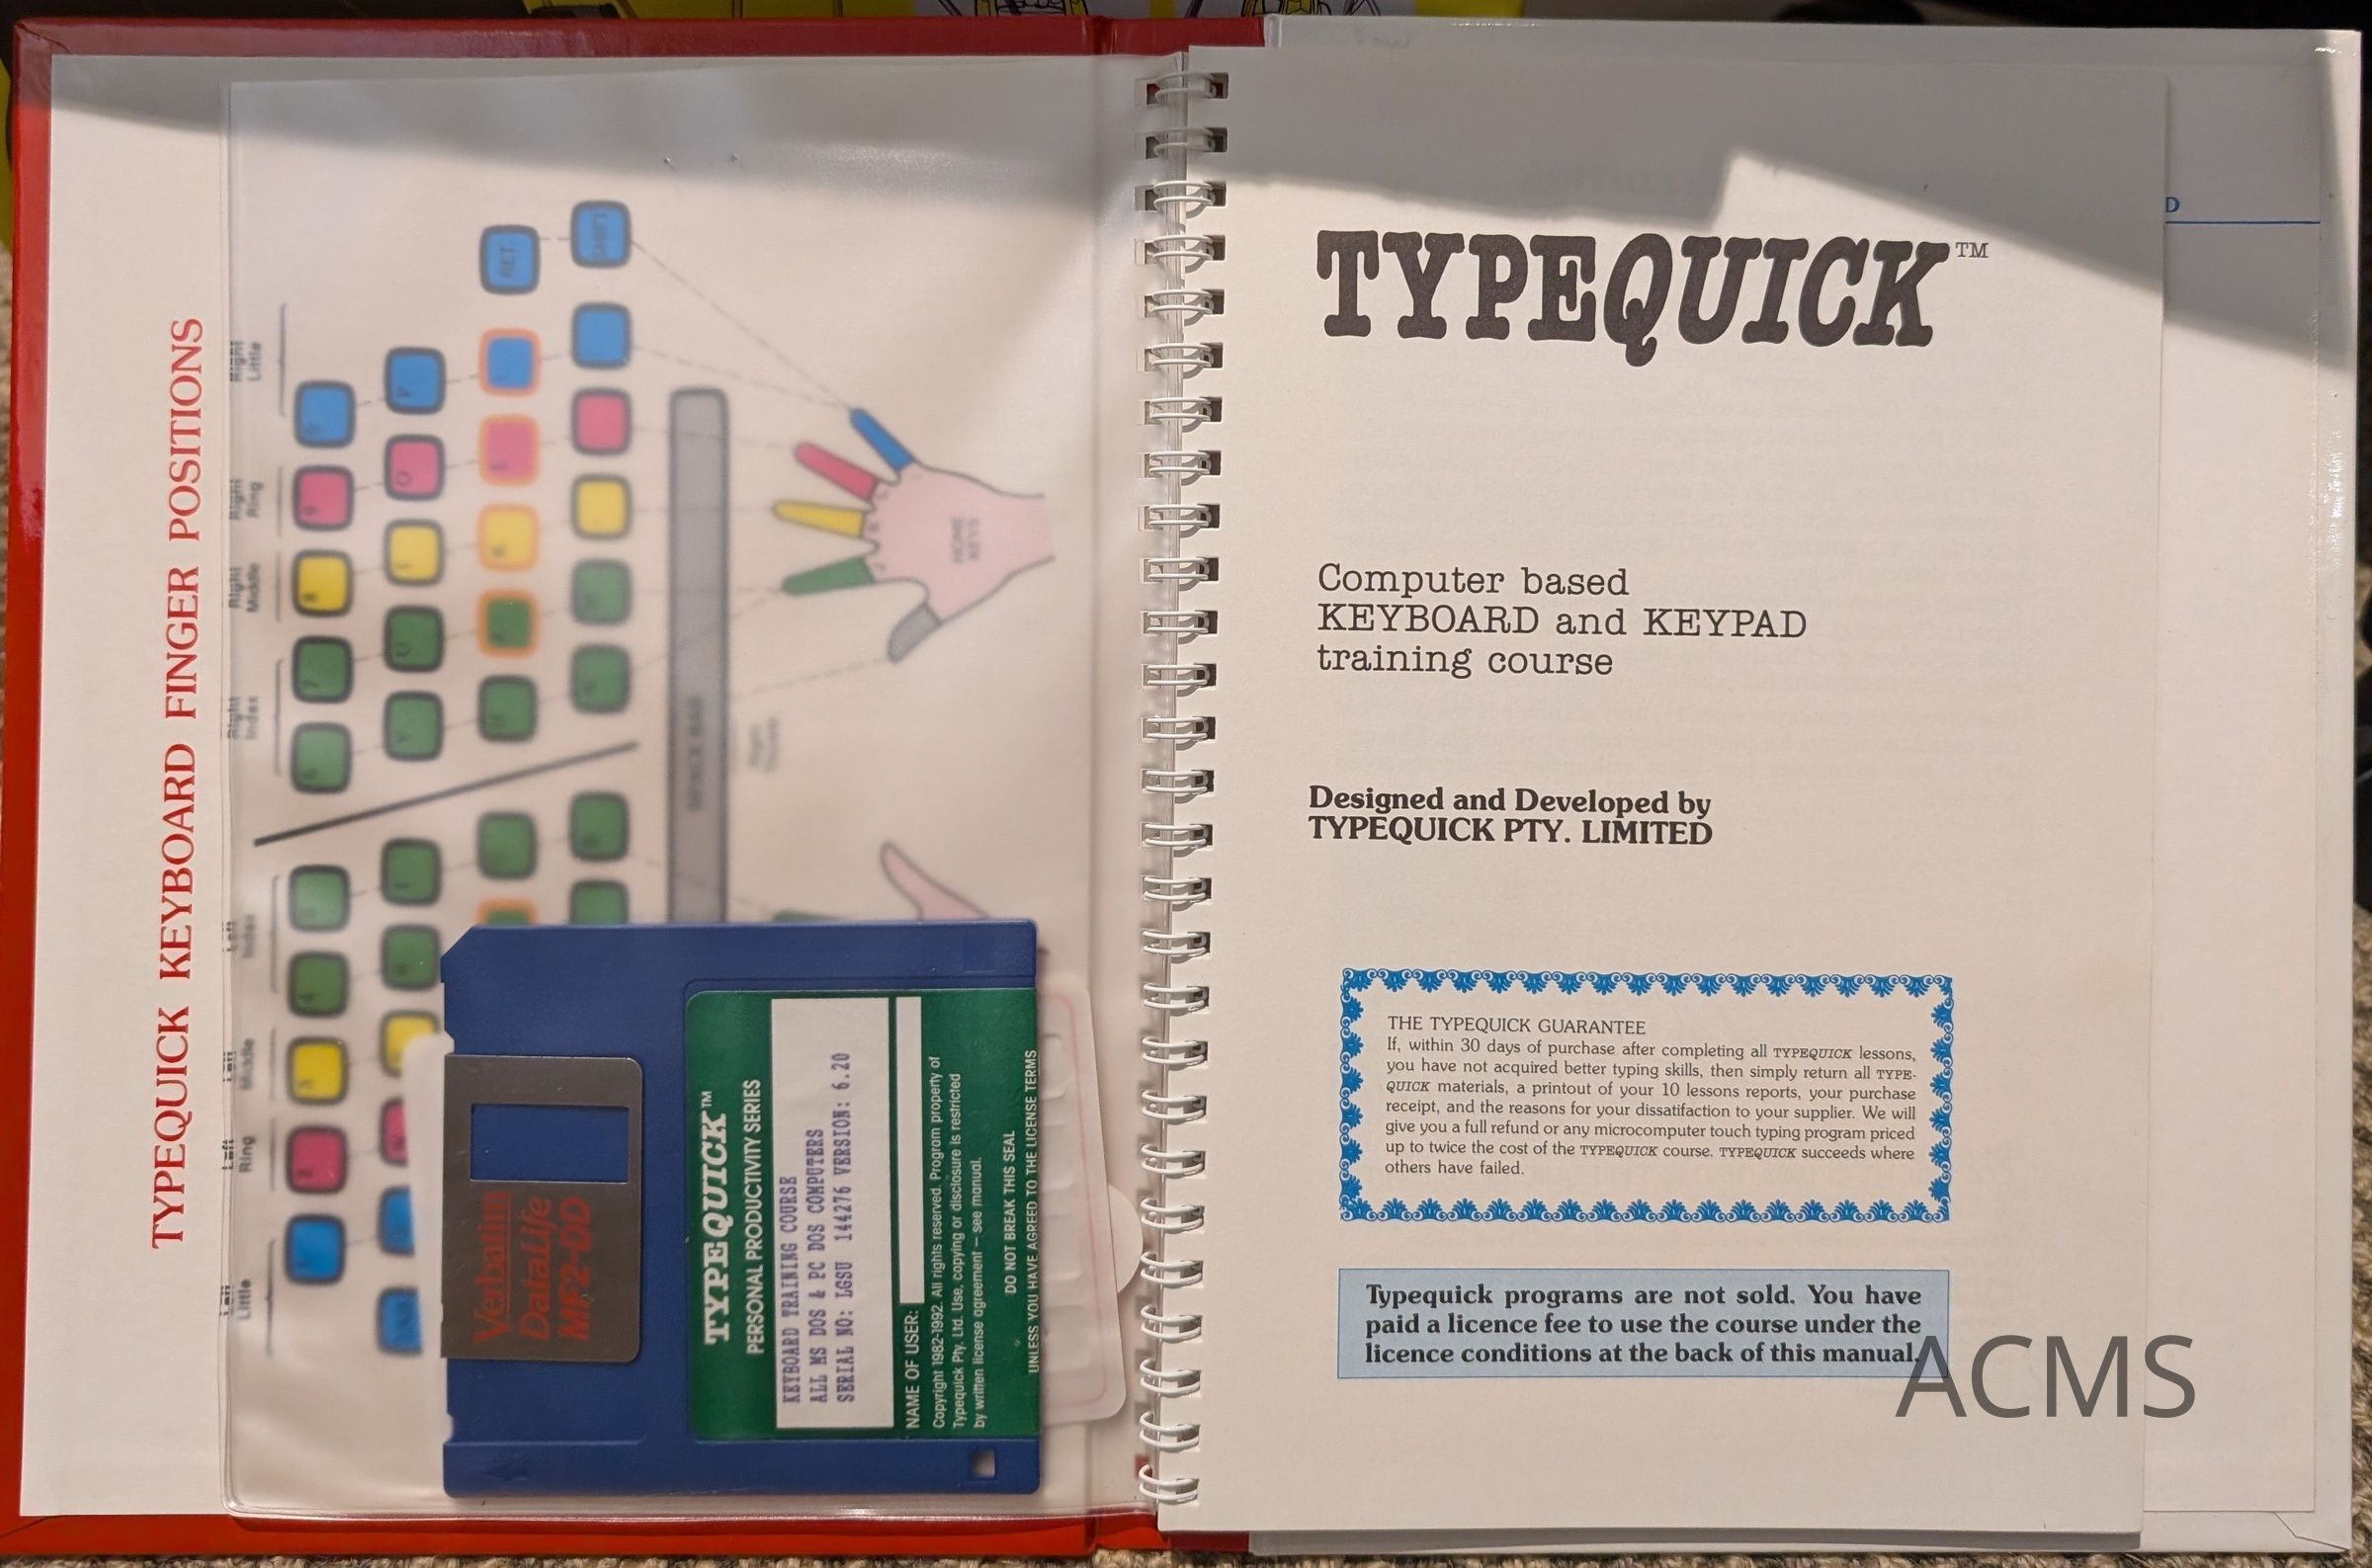 TYPEQUICK KEYBOARD FINGER POSITIONS
Right
Little
Right
Ring
Right
Middle
Right
Index
Left
Index
Left
Middle
Left
Ring
Left
Little
RET
SHIFT
SPACE BAR
Right
Thumb
HOME
KEYS
Verbatim
DataLife
MF2-DD
TYPEQUICK™
PERSONAL PRODUCTIVITY SERIES
KEYBOARD TRAINING COURSE
ALL MS DOS & PC DOS COMPUTERS
SERIAL NO: LGSU 144276 VERSION: 6.20
NAME OF USER:
Copyright 1982-1992. All rights reserved. Program property of
Typequick Pty. Ltd. Use, copying or disclosure is restricted
by written license agreement – see manual.
DO NOT BREAK THIS SEAL
UNLESS YOU HAVE AGREED TO THE LICENSE TERMS
TYPEQUICK™
Computer based
KEYBOARD and KEYPAD
training course
Designed and Developed by
TYPEQUICK PTY. LIMITED
THE TYPEQUICK GUARANTEE
If, within 30 days of purchase after completing all TYPEQUICK lessons,
you have not acquired better typing skills, then simply return all TYPE-
QUICK materials, a printout of your 10 lessons reports, your purchase
receipt, and the reasons for your dissatifaction to your supplier. We will
give you a full refund or any microcomputer touch typing program priced
up to twice the cost of the TYPEQUICK course. TYPEQUICK succeeds where
others have failed.
Typequick programs are not sold. You have
paid a licence fee to use the course under the
licence conditions at the back of this manual.
D
ACMS